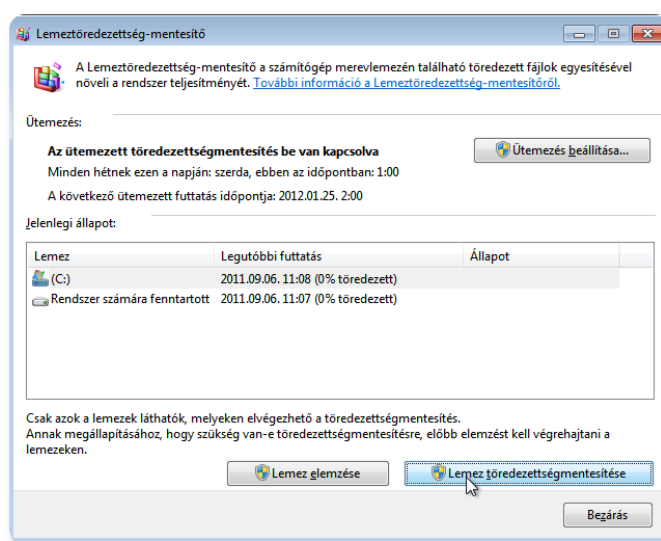 Lemeztöredezettség-mentesítő
A Lemeztöredezettség-mentesítő a számítógép merevlemezén található töredezett fájlok egyesítésével
növeli a rendszer teljesítményét. További információ a Lemeztöredezettség-mentesítőről.
Ütemezés:
Az ütemezett töredezettségmentesítés be van kapcsolva
Ütemezés beállítása...
Minden hétnek ezen a napján: szerda, ebben az időpontban: 1:00
A következő ütemezett futtatás időpontja: 2012.01.25. 2:00
Jelenlegi állapot:
Lemez Legutóbbi futtatás Állapot
(C:) 2011.09.06. 11:08 (0% töredezett)
Rendszer számára fenntartott 2011.09.06. 11:07 (0% töredezett)
Csak azok a lemezek láthatók, melyeken elvégezhető a töredezettségmentesítés.
Annak megállapításához, hogy szükség van-e töredezettségmentesítésre, előbb elemzést kell végrehajtani a
lemezeken.
Lemez elemzése Lemez töredezettségmentesítése
Bezárás